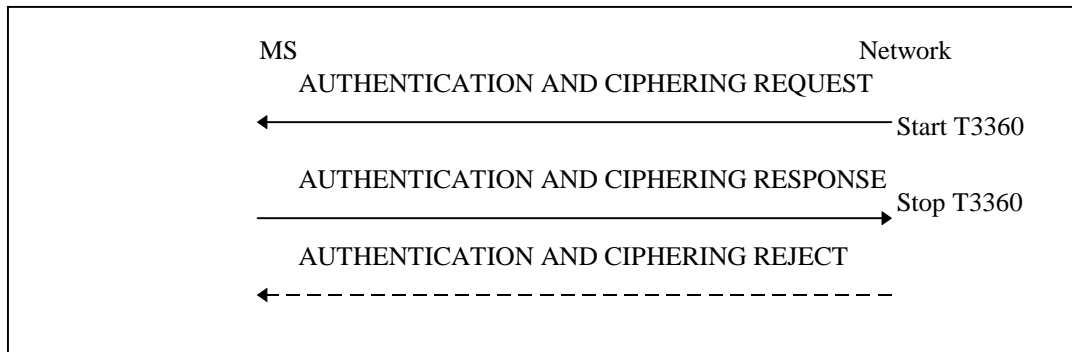 MS Network
AUTHENTICATION AND CIPHERING REQUEST
Start T3360
AUTHENTICATION AND CIPHERING RESPONSE
Stop T3360
AUTHENTICATION AND CIPHERING REJECT